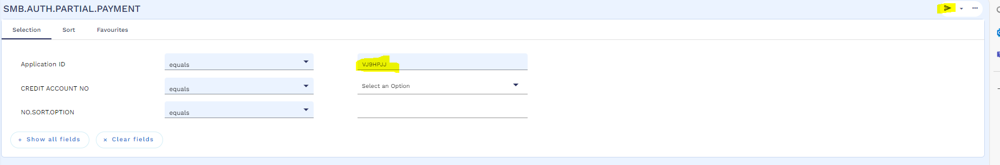 SMB.AUTH.PARTIAL.PAYMENT
Selection Sort Favourites
Application ID equals VJ9HPJJ
CREDIT ACCOUNT NO equals Select an Option
NO.SORT.OPTION equals
+ Show all fields × Clear fields